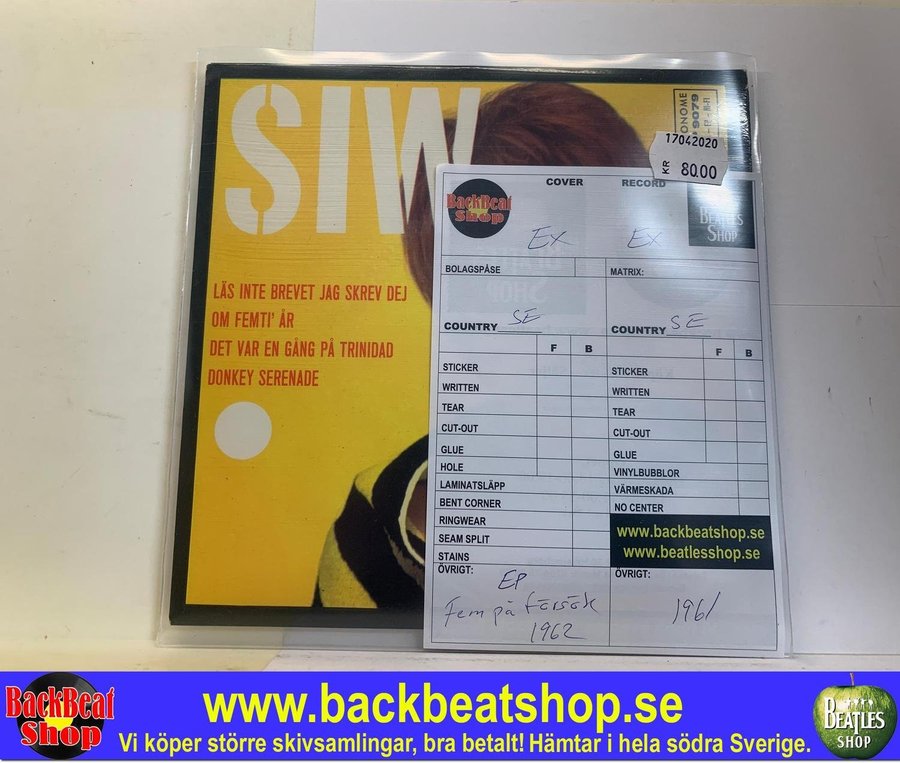 SIW
LÄS INTE BREVET JAG SKREV DEJ
OM FEMTI' ÅR
DET VAR EN GÅNG PÅ TRINIDAD
DONKEY SERENADE
9079
17042020
KR 80.00
BackBeat
Shop
COVER
RECORD
BEATLES
SHOP
Ex
Ex
BOLAGSPÅSE
MATRIX:
COUNTRY SE
COUNTRY SE
F B
F B
STICKER
WRITTEN
TEAR
CUT-OUT
GLUE
HOLE
LAMINATSLÄPP
BENT CORNER
RINGWEAR
SEAM SPLIT
STAINS
STICKER
WRITTEN
TEAR
CUT-OUT
GLUE
VINYLBUBBLOR
VÄRMESKADA
NO CENTER
www.backbeatshop.se
www.beatlesshop.se
ÖVRIGT:
EP
Fem på försök
1962
ÖVRIGT:
1961
BackBeat
Shop
www.backbeatshop.se
Vi köper större skivsamlingar, bra betalt! Hämtar i hela södra Sverige.
BEATLES
SHOP